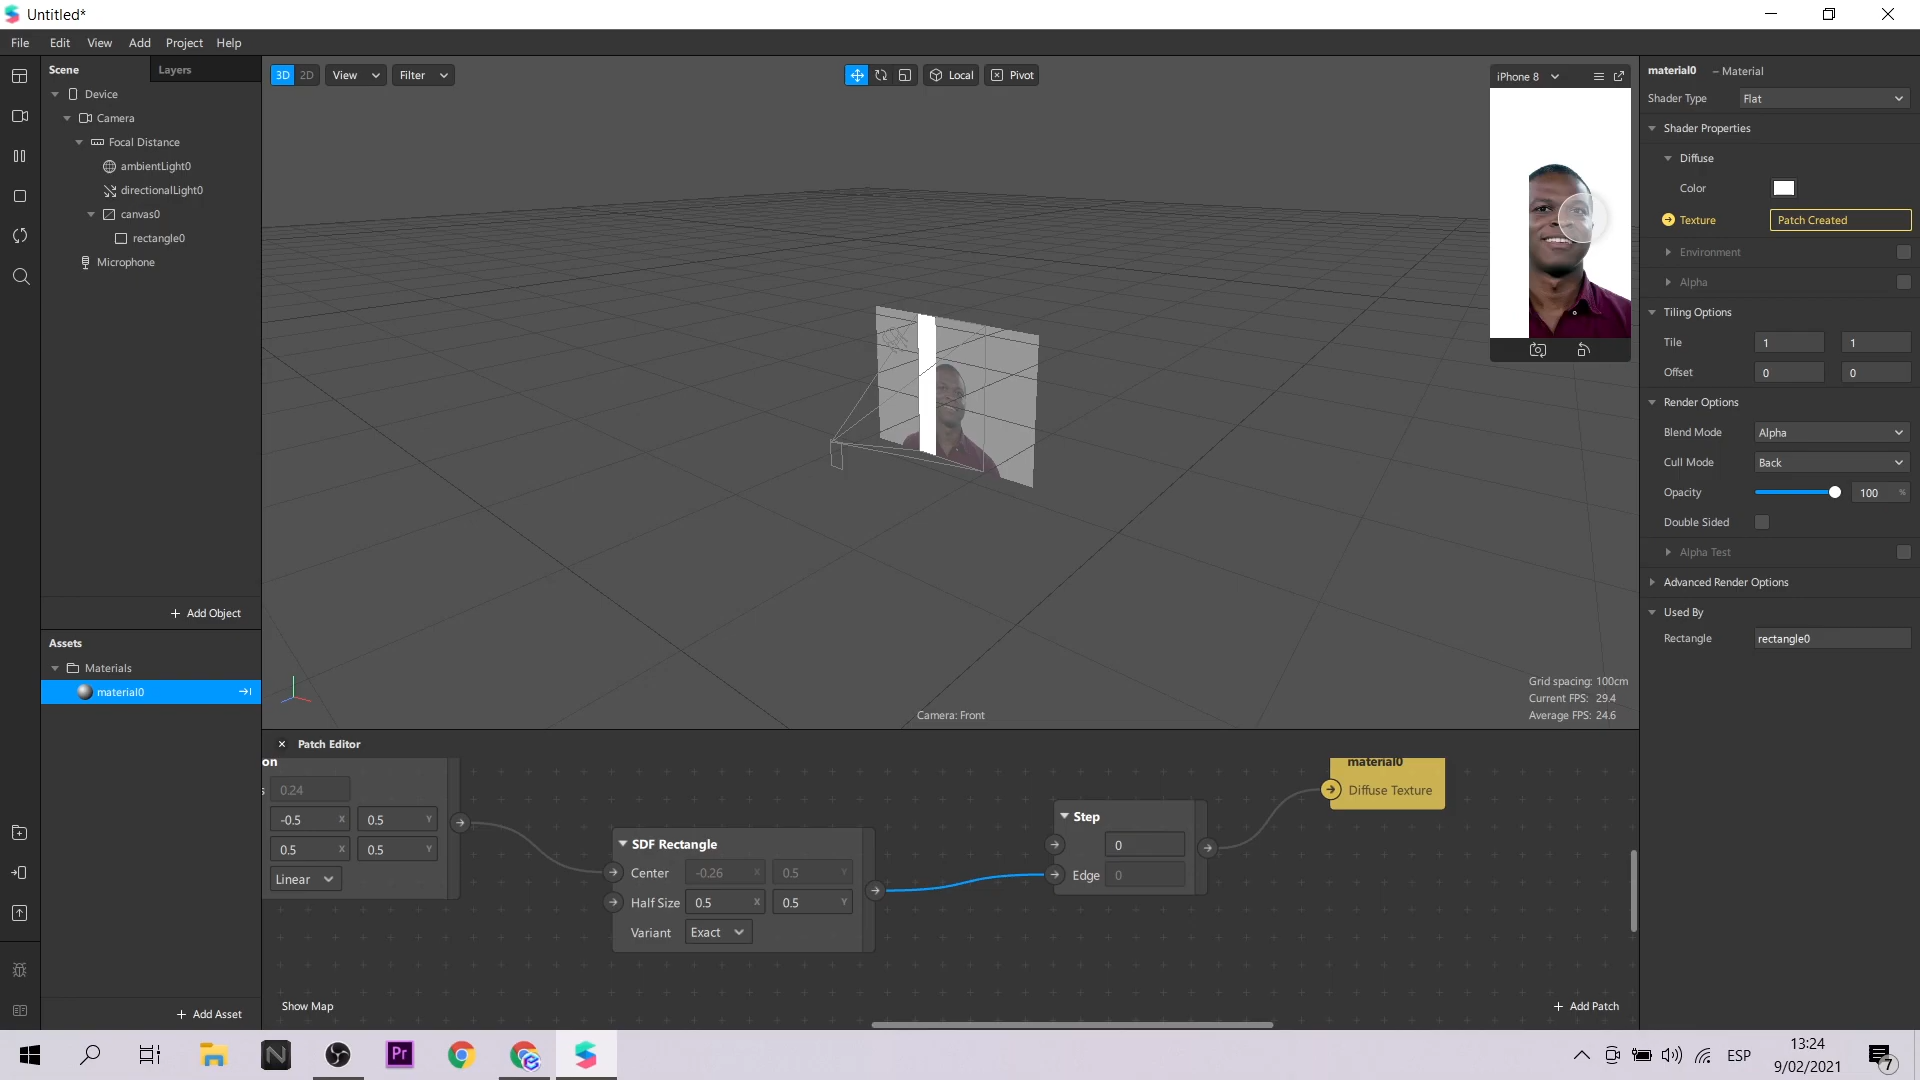 Untitled*
File Edit View Add Project Help
Scene Layers
Device
Camera
Focal Distance
ambientLight0
directionalLight0
canvas0
rectangle0
Microphone
Add Object
Assets
Materials
material0
Add Asset
3D 2D View Filter
Local Pivot
iPhone 8
Grid spacing: 100cm
Current FPS: 29.4
Average FPS: 24.6
Camera: Front
Patch Editor
on
s 0.24
-0.5 X 0.5 Y
0.5 X 0.5 Y
Linear
SDF Rectangle
Center -0.26 X 0.5 Y
Half Size 0.5 X 0.5 Y
Variant Exact
Step
0
Edge 0
material0
Diffuse Texture
Show Map
Add Patch
material0 – Material
Shader Type Flat
Shader Properties
Diffuse
Color
Texture Patch Created
Environment
Alpha
Tiling Options
Tile 1 1
Offset 0 0
Render Options
Blend Mode Alpha
Cull Mode Back
Opacity 100 %
Double Sided
Alpha Test
Advanced Render Options
Used By
Rectangle rectangle0
N
Pr
ESP
13:24
9/02/2021
7